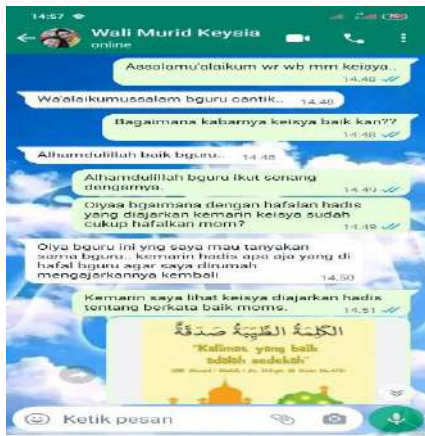 14:57
Wali Murid Keysia
online
Assalamu'alaikum wr wb mm keisya..
14.48
Wa'alaikumussalam bguru cantik..
14.48
Bagaimana kabarnya keisya baik kan??
14.48
Alhamdulillah baik bguru..
14.48
Alhamdulillah bguru ikut senang
dengarnya.
14.49
Oiyaa bgaimana dengan hafalan hadis
yang diajarkan kemarin keisya sudah
cukup hafalkan mom?
14.49
Oiya bguru ini yng saya mau tanyakan
sama bguru.. kemarin hadis apa aja yang di
hafal bguru agar saya dirumah
mengajarkannya kembali
14.50
Kemarin saya lihat keisya diajarkan hadis
tentang berkata baik moms.
14.51
الكَلِمَةُ الطَّيِّبَةُ صَدَقَةٌ
"Kalimat yang baik
adalah sedekah"
Ketik pesan